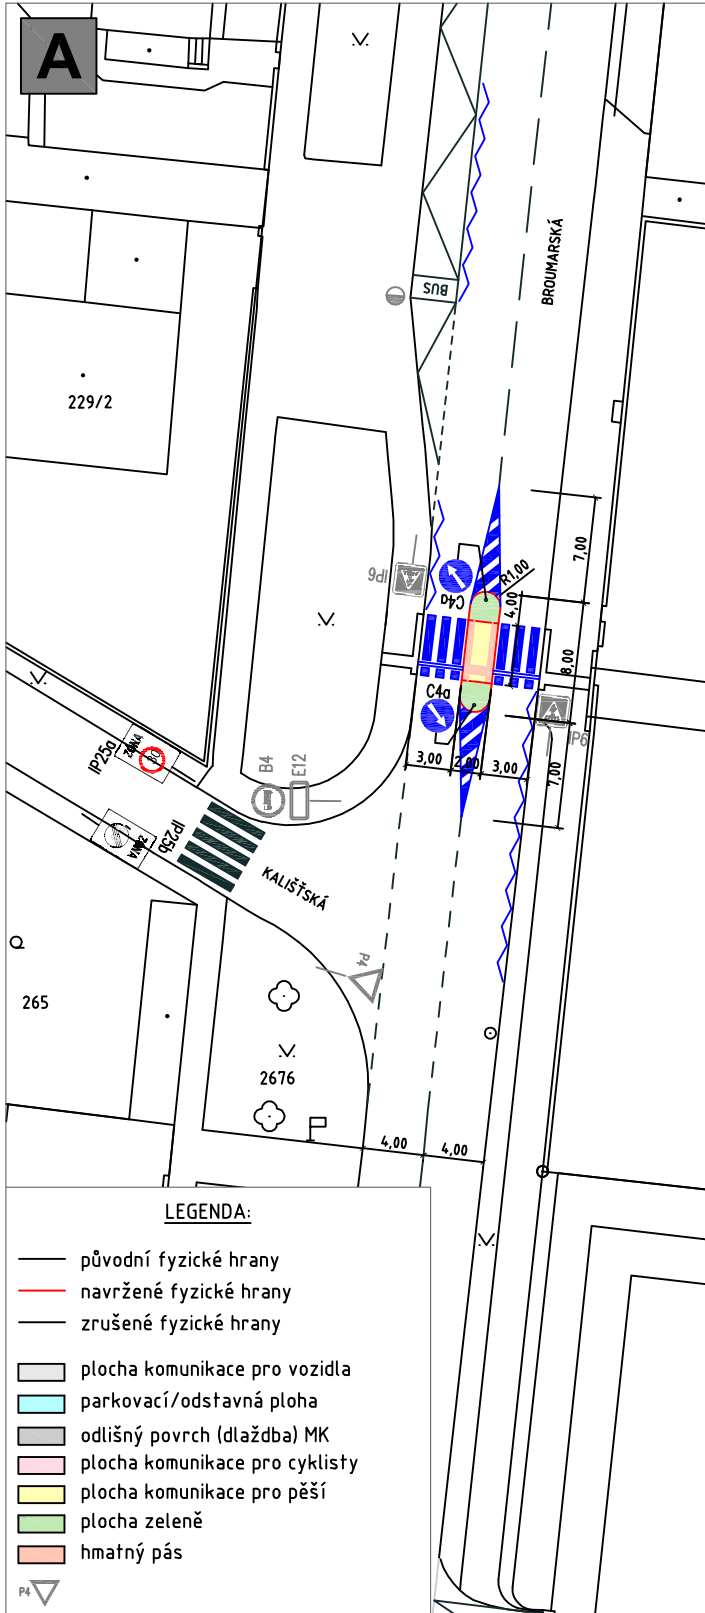 A
BROUMARSKÁ
BUS
229/2
IP6
C4a
R1,00
7,00
4,00
8,00
C4a
IP6
3,00
2,00
3,00
7,00
IP25a
ZÓNA
30
B4
E12
IP25b
ZÓNA
KALIŠŤSKÁ
P4
265
2676
4,00
4,00
LEGENDA:
původní fyzické hrany
navržené fyzické hrany
zrušené fyzické hrany
plocha komunikace pro vozidla
parkovací/odstavná ploha
odlišný povrch (dlaždba) MK
plocha komunikace pro cyklisty
plocha komunikace pro pěší
plocha zeleně
hmatný pás
P4